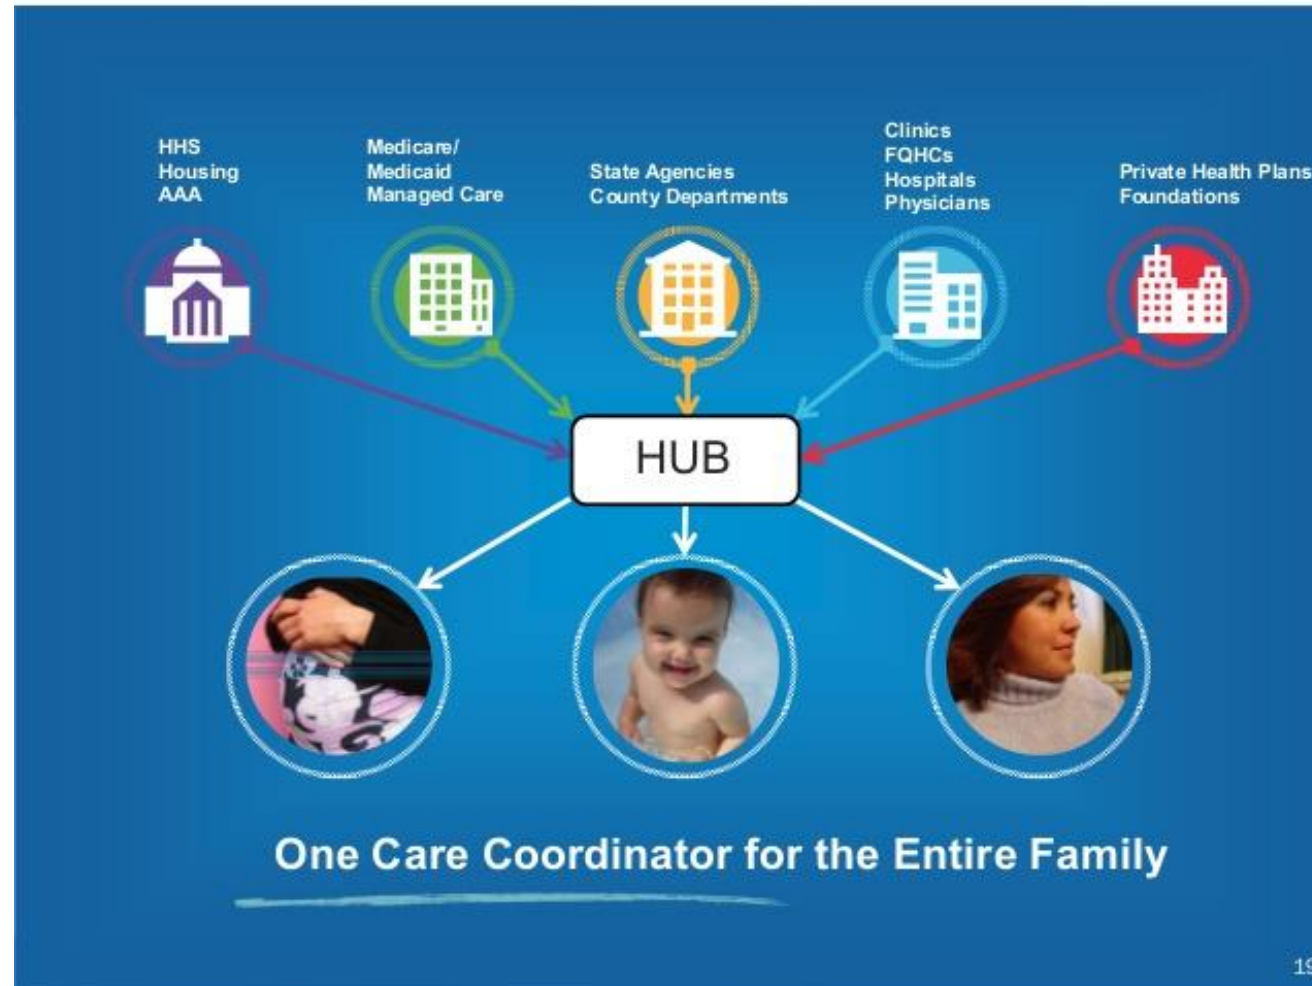 HHS
Housing
AAA
Medicare/
Medicaid
Managed Care
State Agencies
County Departments
Clinics
FQHCs
Hospitals
Physicians
Private Health Plans
Foundations
HUB
One Care Coordinator for the Entire Family
19